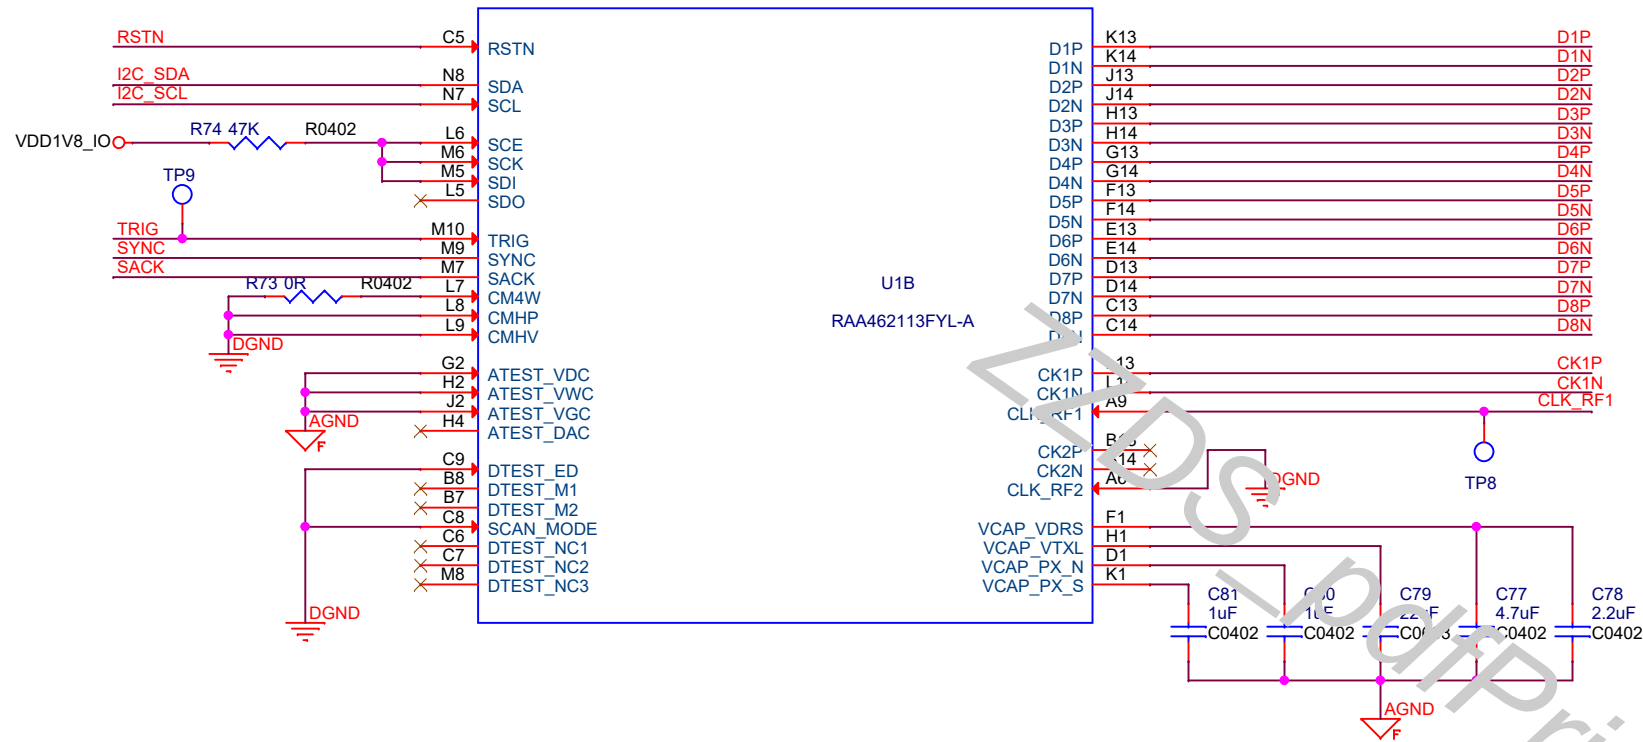 RSTN C5 RSTN
I2C_SDA N8 SDA
I2C_SCL N7 SCL
VDD1V8_IO R74 47K R0402 L6 SCE
M6 SCK
M5 SDI
L5 SDO
TP9
TRIG M10 TRIG
SYNC M9 SYNC
SACK M7 SACK
R73 0R R0402 L7 CM4W
L8 CMHP
L9 CMHV
DGND
G2 ATEST_VDC
H2 ATEST_VWC
J2 ATEST_VGC
H4 ATEST_DAC
AGND
F
C9 DTEST_ED
B8 DTEST_M1
B7 DTEST_M2
C8 SCAN_MODE
C6 DTEST_NC1
C7 DTEST_NC2
M8 DTEST_NC3
DGND
U1B
RAA462113FYL-A
D1P K13 D1P
D1N K14 D1N
D2P J13 D2P
D2N J14 D2N
D3P H13 D3P
D3N H14 D3N
D4P G13 D4P
D4N G14 D4N
D5P F13 D5P
D5N F14 D5N
D6P E13 D6P
D6N E14 D6N
D7P D13 D7P
D7N D14 D7N
D8P C13 D8P
C14 D8N
CK1P CK1P
CK1N CK1N
CLK_RF1 A9 CLK_RF1
TP8
CK2P
CK2N
CLK_RF2
DGND
VCAP_VDRS F1
VCAP_VTXL H1
VCAP_PX_N D1
VCAP_PX_S K1
C81
1uF
C0402
C0402
C79
C77
4.7uF
C0402
C78
2.2uF
C0402
AGND
F
ZZDS_pdfPri